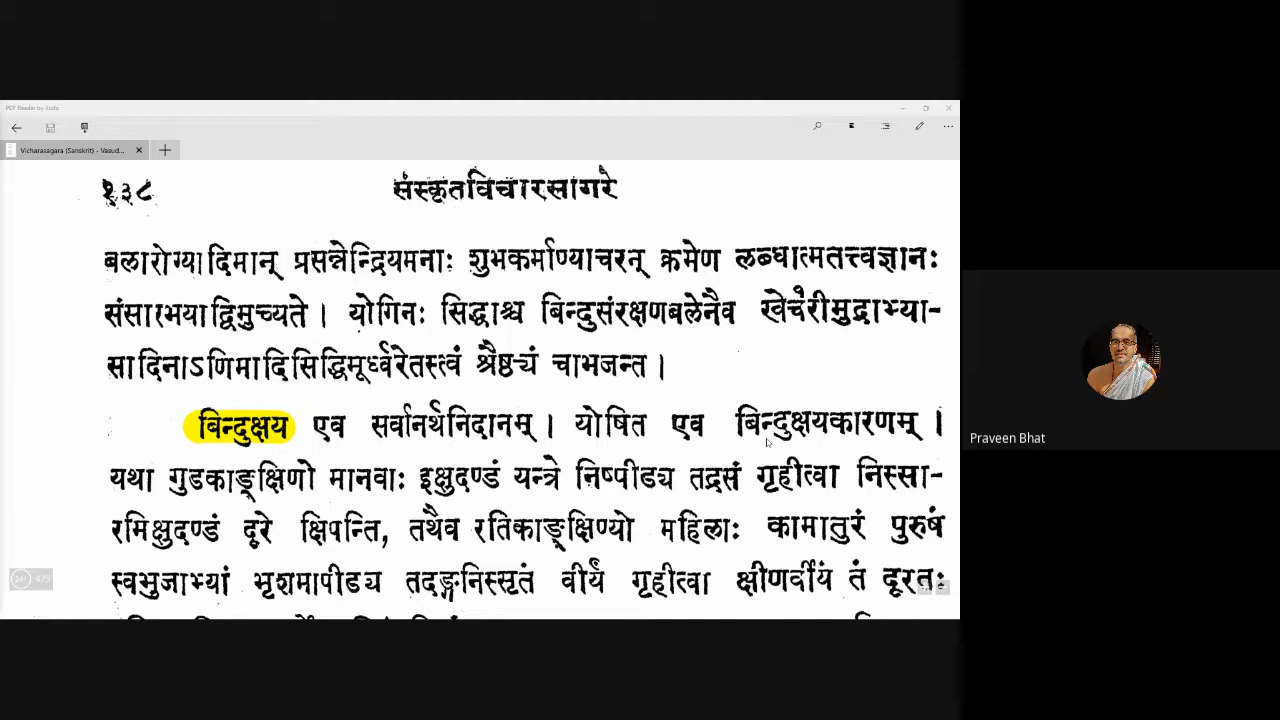 PDF Reader by Xodo
Vicharasagara (Sanskrit) - Vasud...
१३८ संस्कृतविचारसागरे
बलारोग्यादिमान् प्रसन्नेन्द्रियमनाः शुभकर्माण्याचरन् क्रमेण लब्धात्मतत्त्वज्ञानः
संसारभयाद्विमुच्यते । योगिनः सिद्धाश्च बिन्दुसंरक्षणबलेनैव खेचरीमुद्राभ्या-
सादिनाऽणिमादिसिद्धिमूर्ध्वरेतस्त्वं श्रैष्ठ्यं चाभजन्त ।
बिन्दुक्षय एव सर्वानर्थनिदानम् । योषित एव बिन्दुक्षयकारणम् ।
यथा गुडकाङ्क्षिणो मानवाः इक्षुदण्डं यन्त्रे निष्पीड्य तद्रसं गृहीत्वा निस्सा-
रमिक्षुदण्डं दूरे क्षिपन्ति, तथैव रतिकाङ्क्षिण्यो महिलाः कामातुरं पुरुषं
स्वभुजाभ्यां भृशमापीड्य तदङ्गनिस्सृतं वीर्यं गृहीत्वा क्षीणवीर्यं तं दूरतः
241 475
Praveen Bhat